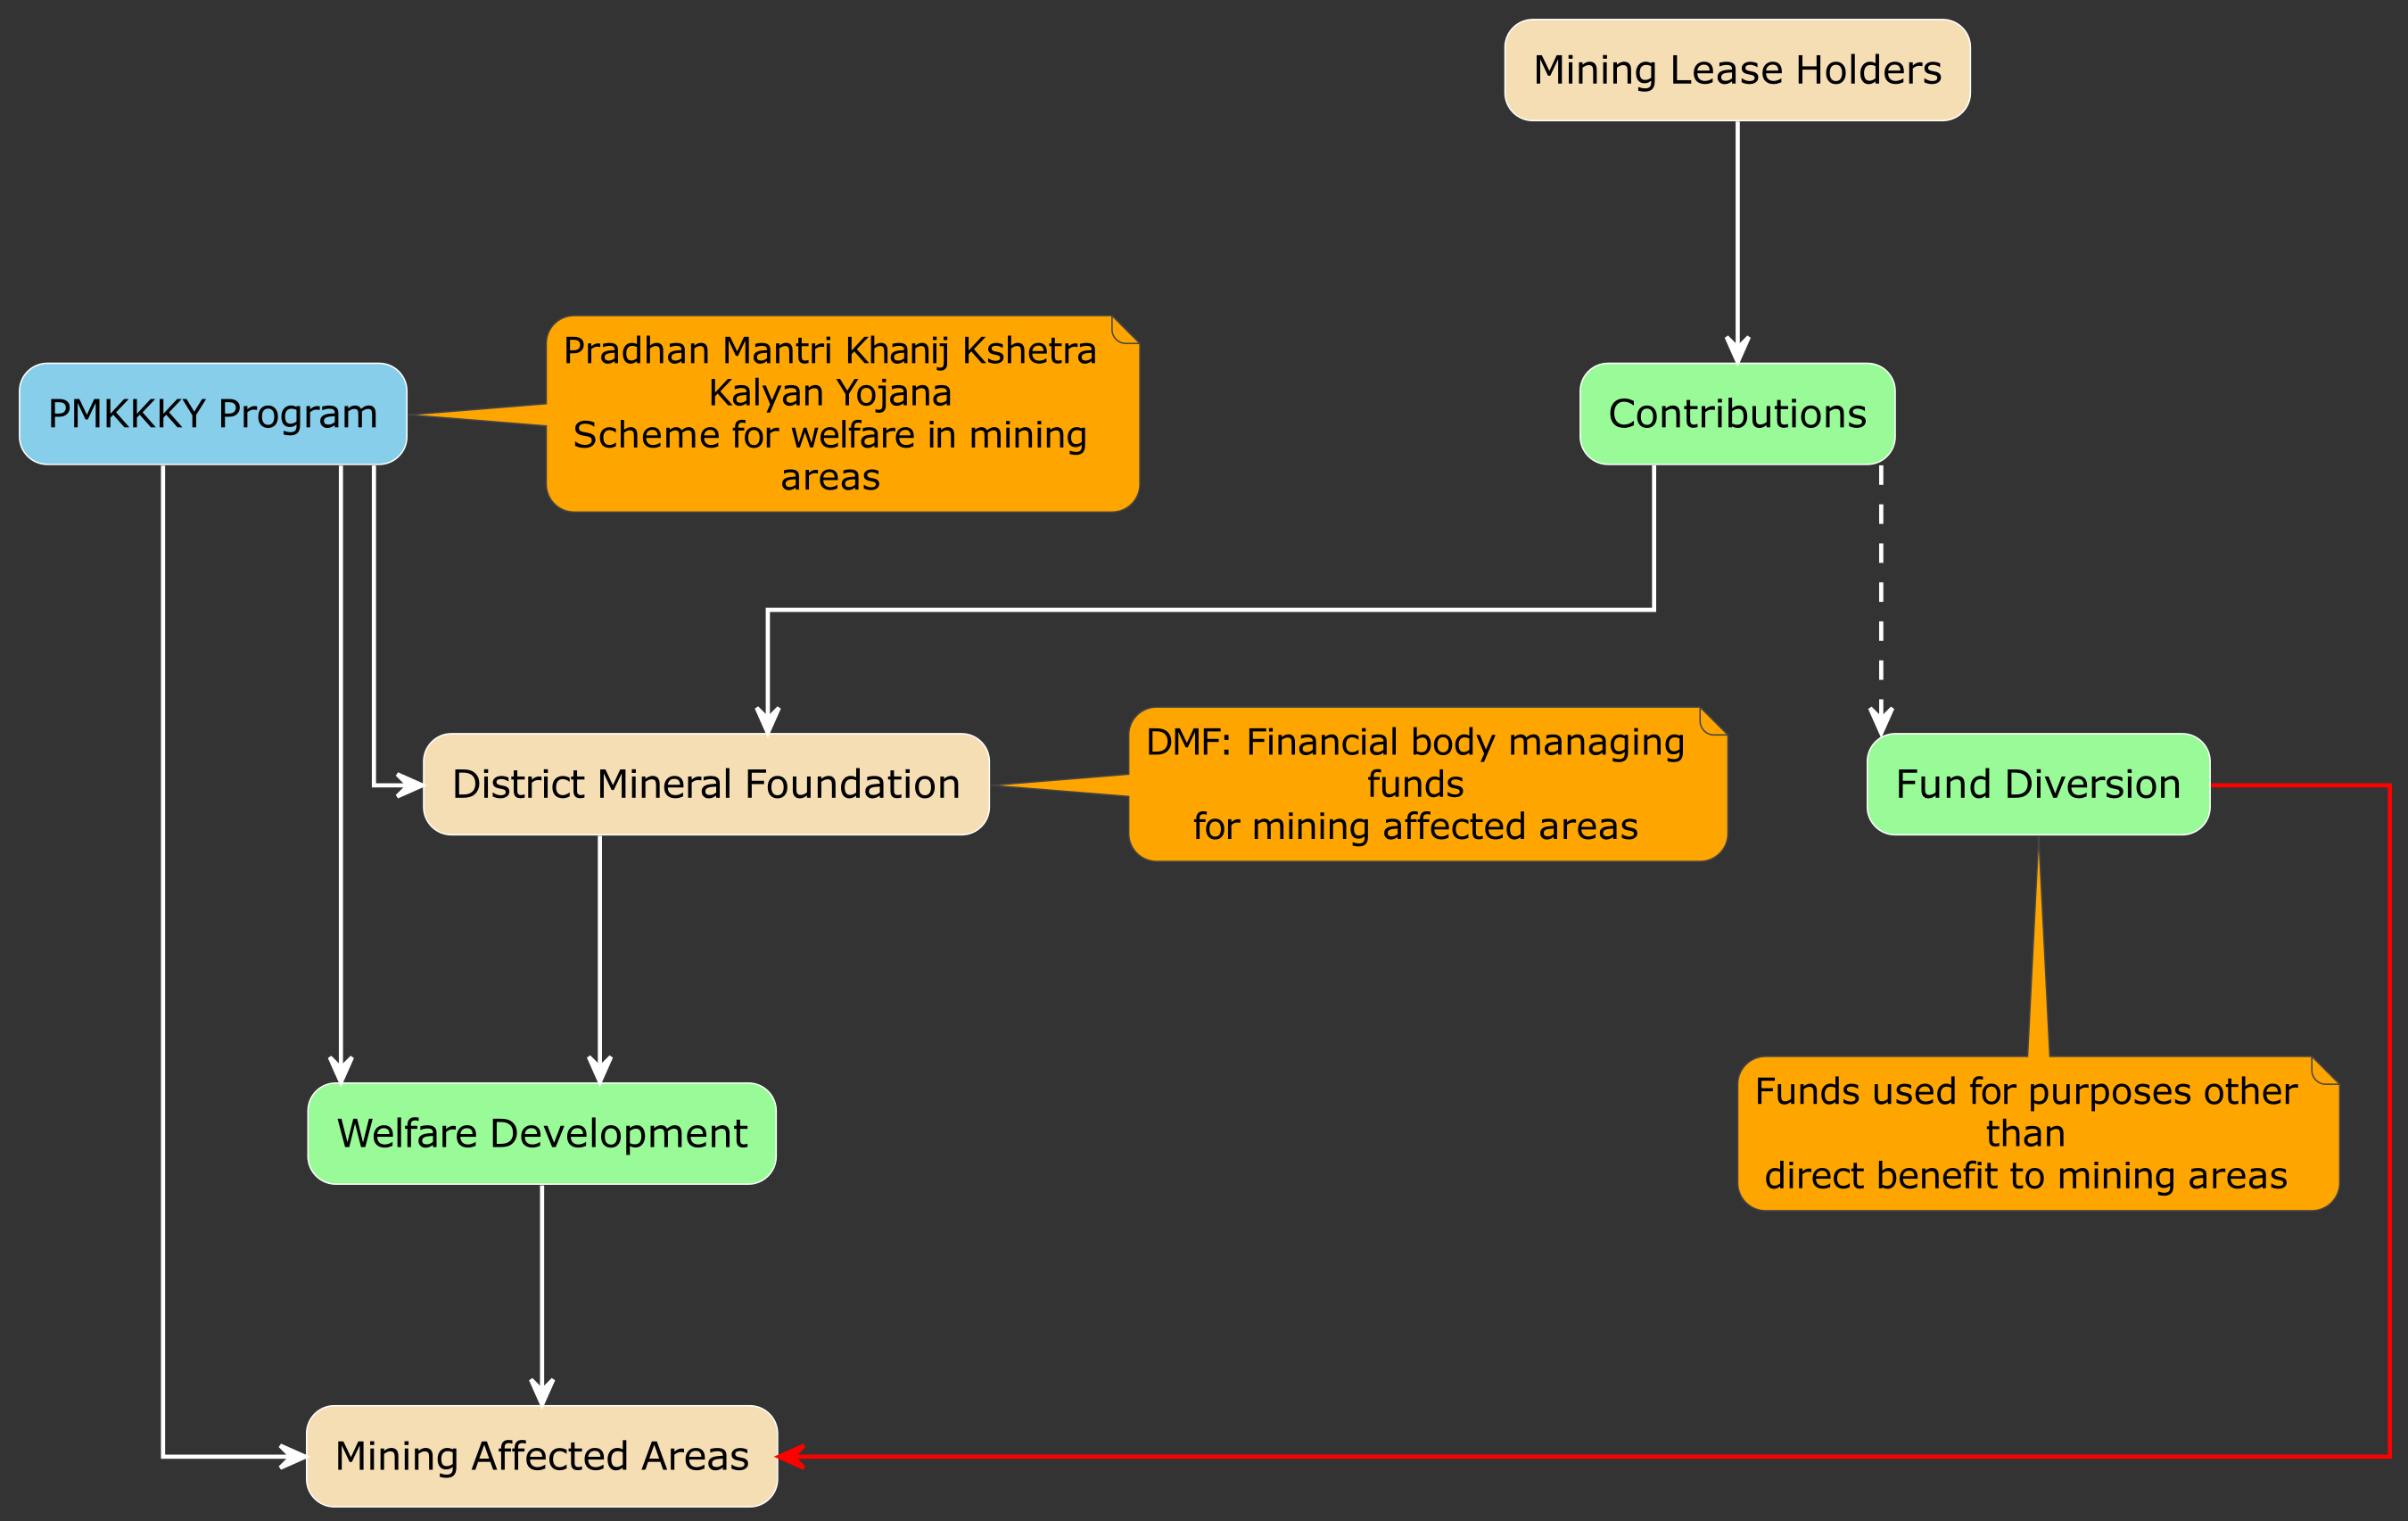 Mining Lease Holders
Pradhan Mantri Khanij Kshetra
Kalvan Yojana
Scheme for welfare in mining
areas
PMKKKY Program
Contributions
DMF: Financial body managing
funds
for mining affected areas
District Mineral Foundation
Fund Diversion
Funds used for purposes other
than
direct benefit to mining areas
Welfare Development
Mining Affected Areas